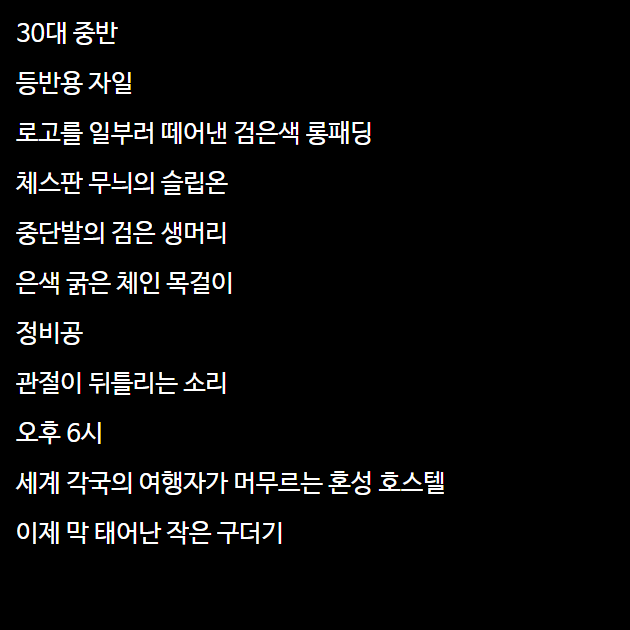 30대 중반
등반용 자일
로고를 일부러 떼어낸 검은색 롱패딩
체스판 무늬의 슬립온
중단발의 검은 생머리
은색 굵은 체인 목걸이
정비공
관절이 뒤틀리는 소리
오후 6시
세계 각국의 여행자가 머무르는 혼성 호스텔
이제 막 태어난 작은 구더기